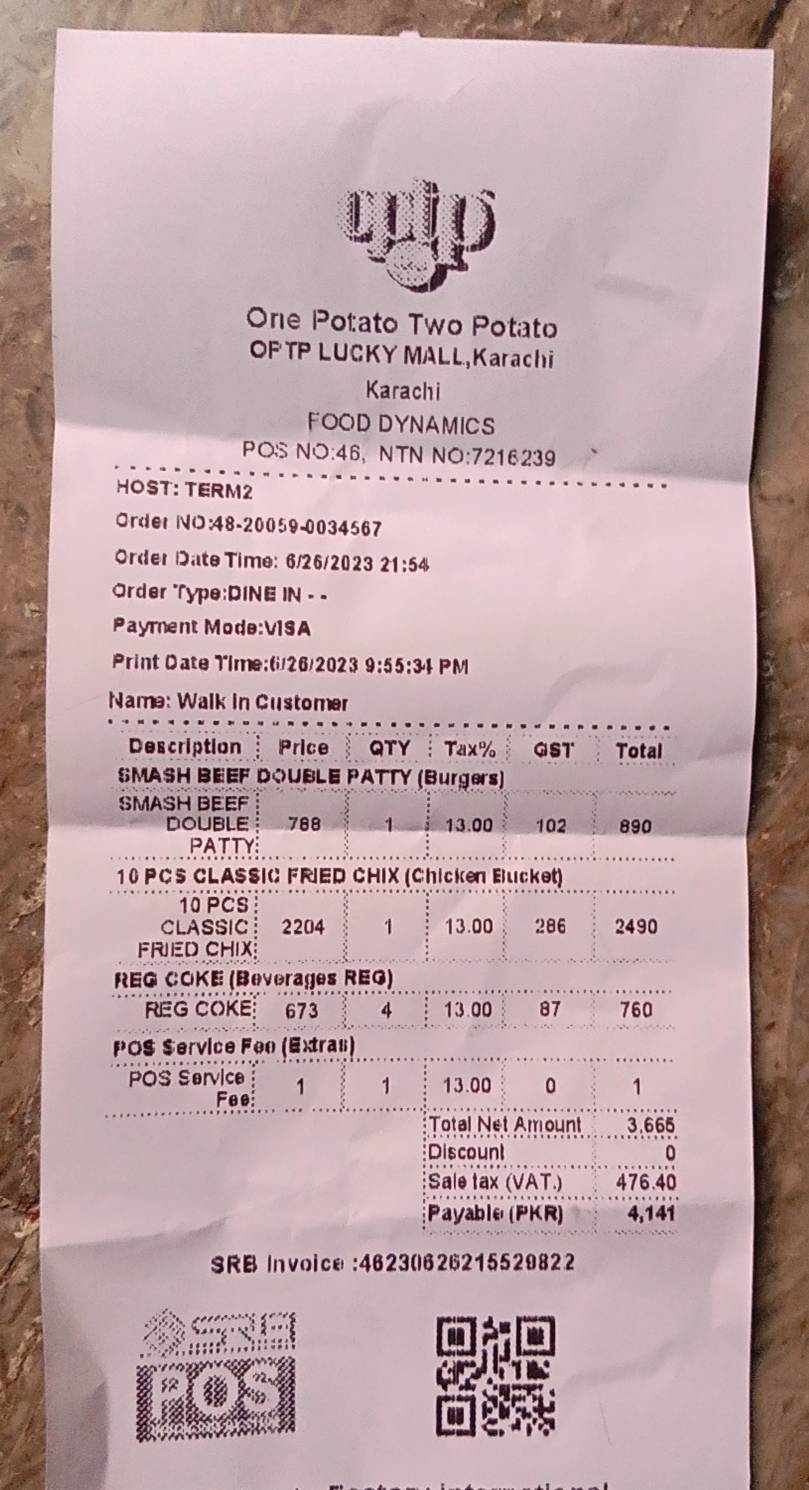 optp
One Potato Two Potato
OPTP LUCKY MALL,Karachi
Karachi
FOOD DYNAMICS
POS NO:46, NTN NO:7216239
HOST: TERM2
Order NO:48-20059-0034567
Order Date Time: 6/26/2023 21:54
Order Type:DINE IN - -
Payment Mode:VISA
Print Date Time:6/26/2023 9:55:34 PM
Name: Walk In Customer
Description Price QTY Tax% GST Total
SMASH BEEF DOUBLE PATTY (Burgers)
SMASH BEEF
DOUBLE 788 1 13.00 102 890
PATTY
10 PCS CLASSIC FRIED CHIX (Chicken Bucket)
10 PCS
CLASSIC 2204 1 13.00 286 2490
FRIED CHIX
REG COKE (Beverages REG)
REG COKE 673 4 13.00 87 760
POS Service Fee (Extras)
POS Service
Fee 1 1 13.00 0 1
Total Net Amount 3,665
Discount 0
Sale tax (VAT.) 476.40
Payable (PKR) 4,141
SRB Invoice :46230626215529822
SRB
POS